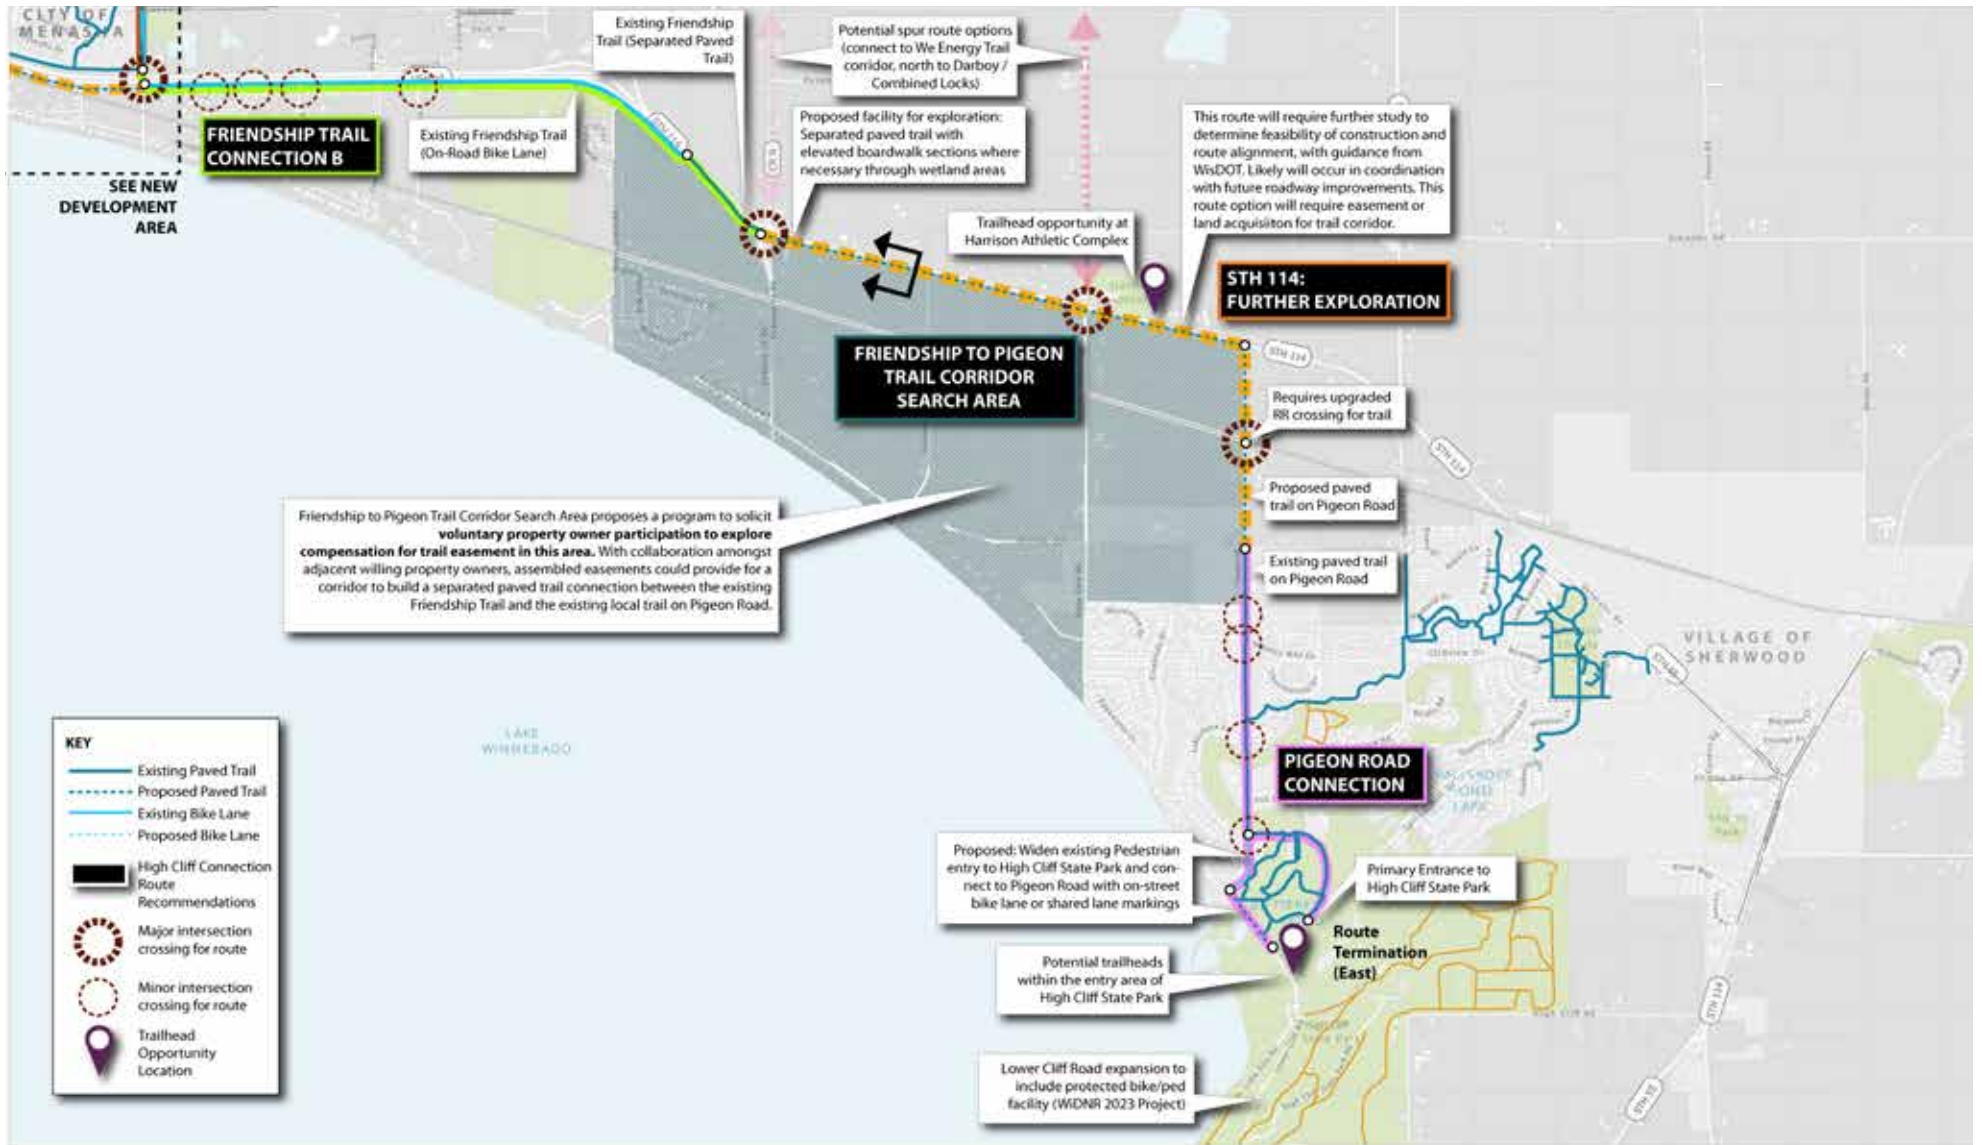 CITY OF
MENASHA
FRIENDSHIP TRAIL
CONNECTION B
SEE NEW
DEVELOPMENT
AREA
Existing Friendship Trail
(On-Road Bike Lane)
Existing Friendship
Trail (Separated Paved
Trail)
STH 114
Potential spur route options
(connect to We Energy Trail
corridor, north to Darboy /
Combined Locks)
Proposed facility for exploration:
Separated paved trail with
elevated boardwalk sections where
necessary through wetland areas
Trailhead opportunity at
Harrison Athletic Complex
This route will require further study to
determine feasibility of construction and
route alignment, with guidance from
WisDOT. Likely will occur in coordination
with future roadway improvements. This
route option will require easement or
land acquisiton for trail corridor.
STH 114:
FURTHER EXPLORATION
FRIENDSHIP TO PIGEON
TRAIL CORRIDOR
SEARCH AREA
STH 114
Requires upgraded
RR crossing for trail
STH 114
Proposed paved
trail on Pigeon Road
Existing paved trail
on Pigeon Road
Friendship to Pigeon Trail Corridor Search Area proposes a program to solicit
voluntary property owner participation to explore
compensation for trail easement in this area. With collaboration amongst
adjacent willing property owners, assembled easements could provide for a
corridor to build a separated paved trail connection between the existing
Friendship Trail and the existing local trail on Pigeon Road.
VILLAGE OF
SHERWOOD
LAKE
WINNEBAGO
PIGEON ROAD
CONNECTION
KEY
Existing Paved Trail
Proposed Paved Trail
Existing Bike Lane
Proposed Bike Lane
High Cliff Connection
Route
Recommendations
Major intersection
crossing for route
Minor intersection
crossing for route
Trailhead
Opportunity
Location
Proposed: Widen existing Pedestrian
entry to High Cliff State Park and con-
nect to Pigeon Road with on-street
bike lane or shared lane markings
Primary Entrance to
High Cliff State Park
Route
Termination
(East)
Potential trailheads
within the entry area of
High Cliff State Park
High Cliff Rd
STH 114
Lower Cliff Road expansion to
include protected bike/ped
facility (WiDNR 2023 Project)
STH 55